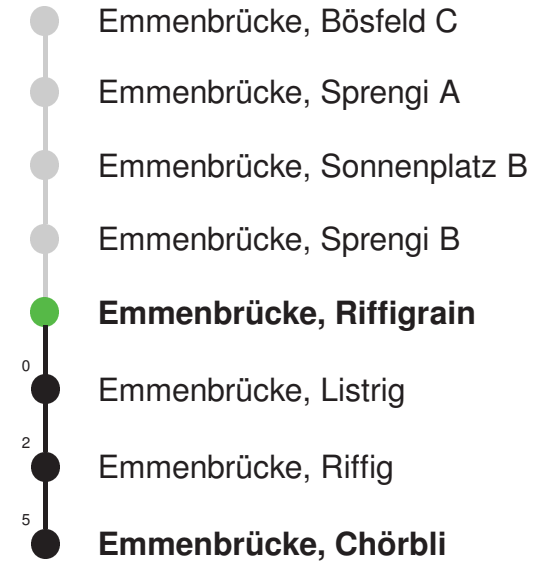 Emmenbrücke, Bösfeld C
Emmenbrücke, Sprengi A
Emmenbrücke, Sonnenplatz B
Emmenbrücke, Sprengi B
Emmenbrücke, Riffigrain
0
Emmenbrücke, Listrig
2
Emmenbrücke, Riffig
5
Emmenbrücke, Chörbli